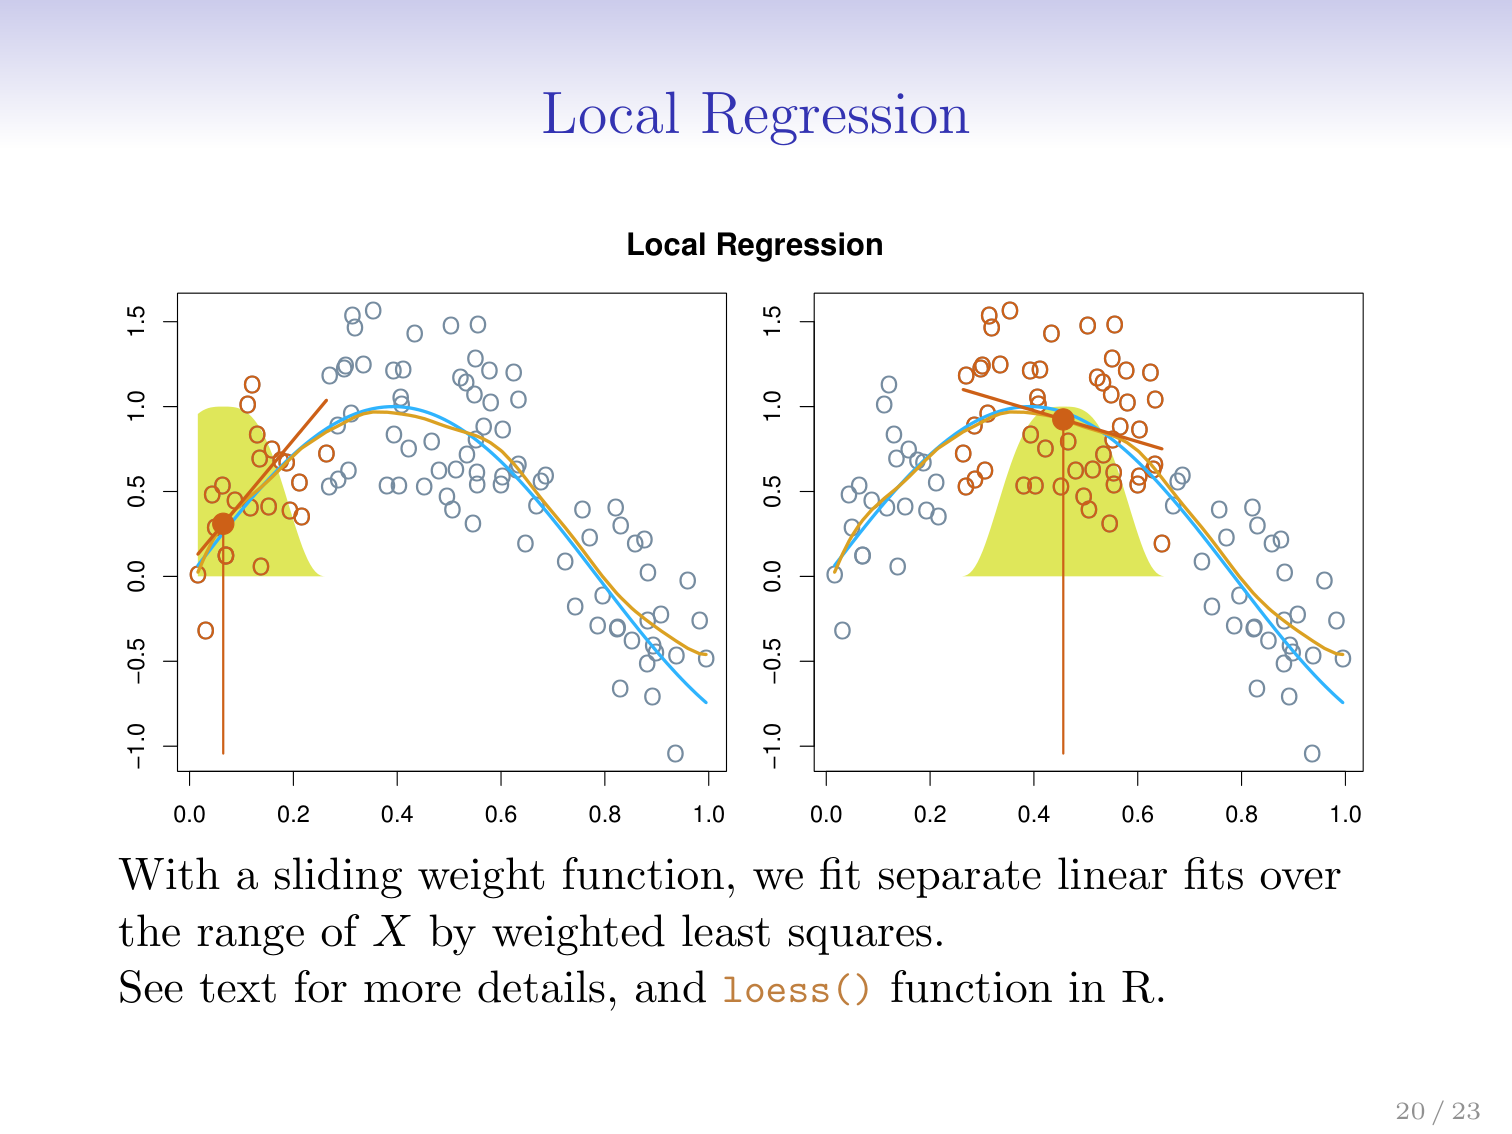 Local Regression
Local Regression
1.5
1.0
0.5
0.0
−0.5
−1.0
0.0 0.2 0.4 0.6 0.8 1.0
1.5
1.0
0.5
0.0
−0.5
−1.0
0.0 0.2 0.4 0.6 0.8 1.0
With a sliding weight function, we fit separate linear fits over
the range of X by weighted least squares.
See text for more details, and loess() function in R.
20 / 23